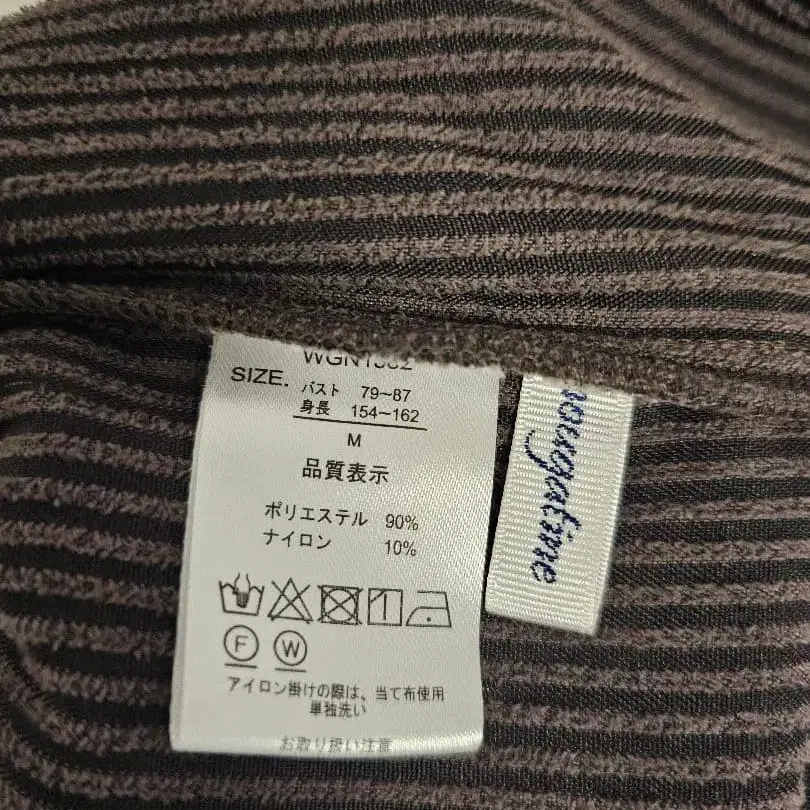 SIZE.
バスト 79~87
身長 154~162
M
品質表示
ポリエステル 90%
ナイロン 10%
F W
アイロン掛けの際は、当て布使用
単独洗い
お取り扱い注意